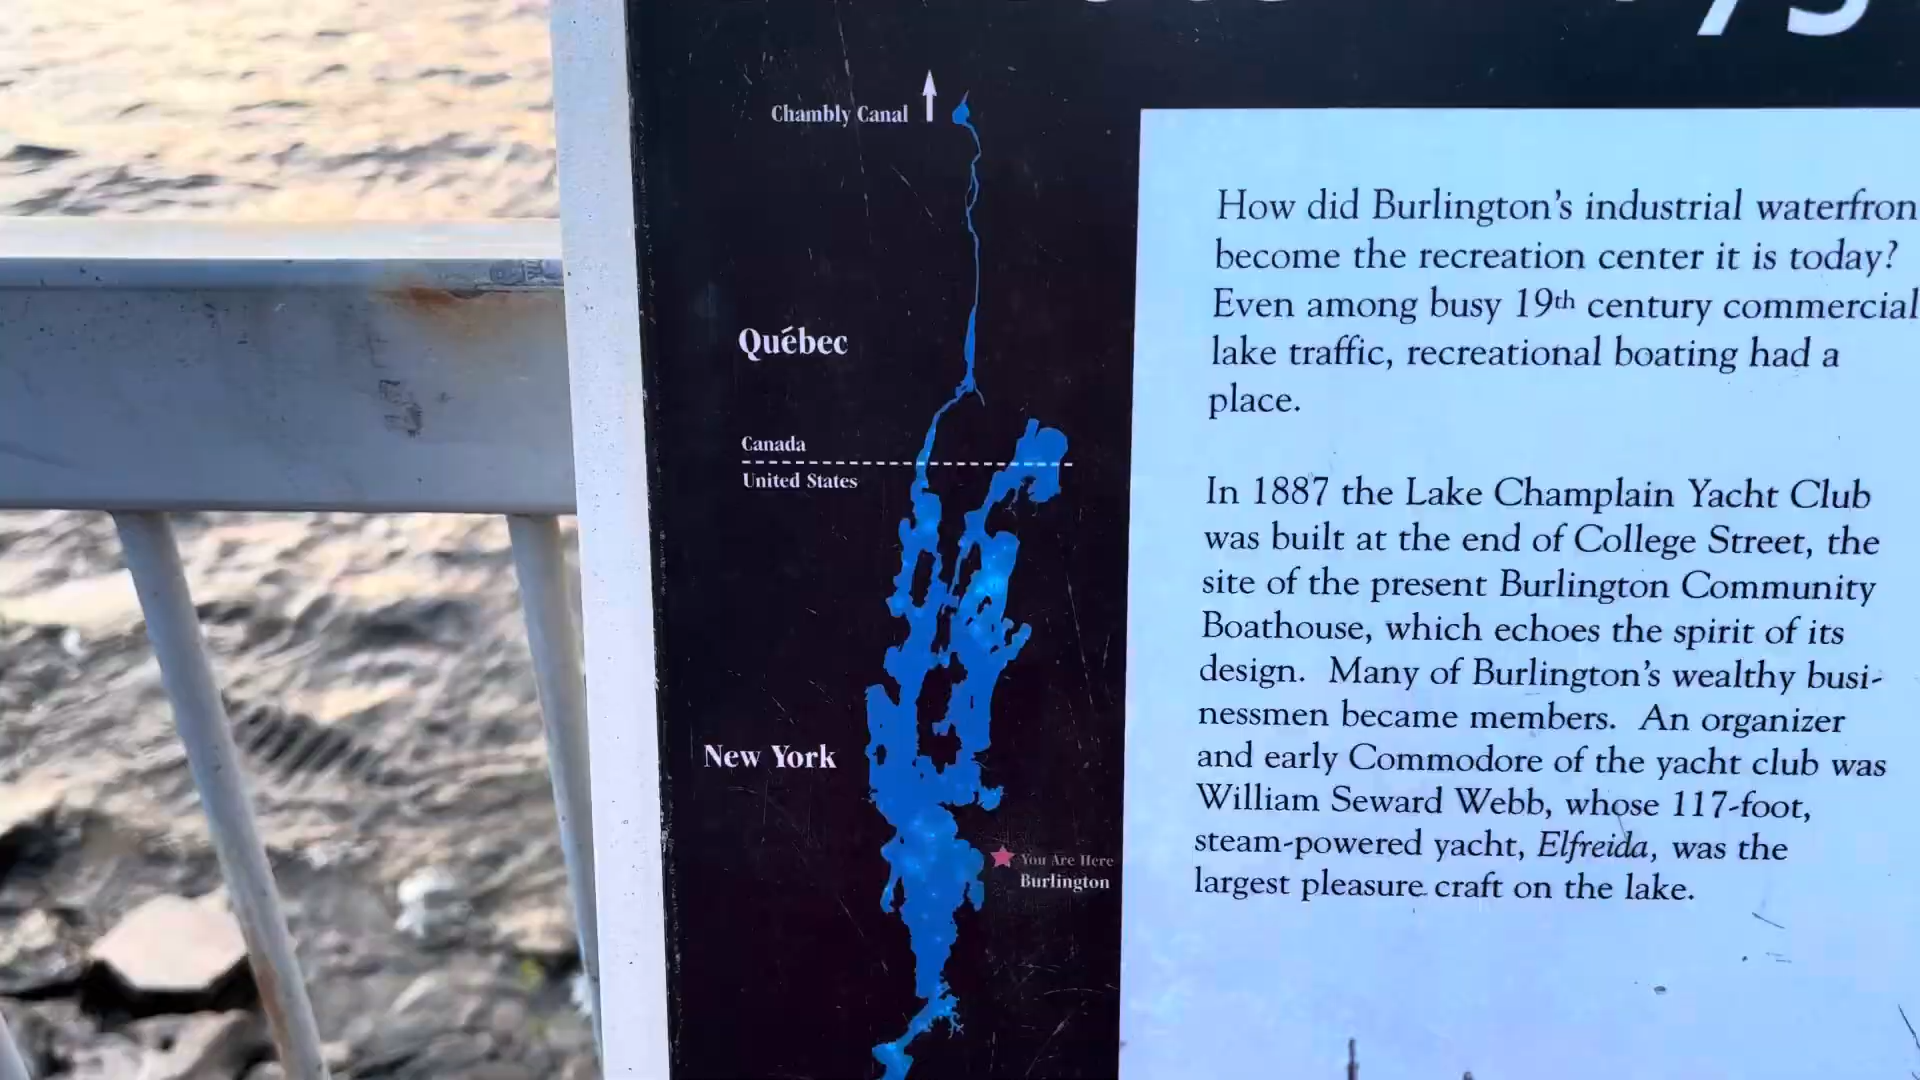 Chambly Canal
Québec
Canada
United States
New York
You Are Here
Burlington
How did Burlington's industrial waterfron
become the recreation center it is today?
Even among busy 19th century commercial
lake traffic, recreational boating had a
place.
In 1887 the Lake Champlain Yacht Club
was built at the end of College Street, the
site of the present Burlington Community
Boathouse, which echoes the spirit of its
design. Many of Burlington's wealthy busi-
nessmen became members. An organizer
and early Commodore of the yacht club was
William Seward Webb, whose 117-foot,
steam-powered yacht, Elfreida, was the
largest pleasure craft on the lake.